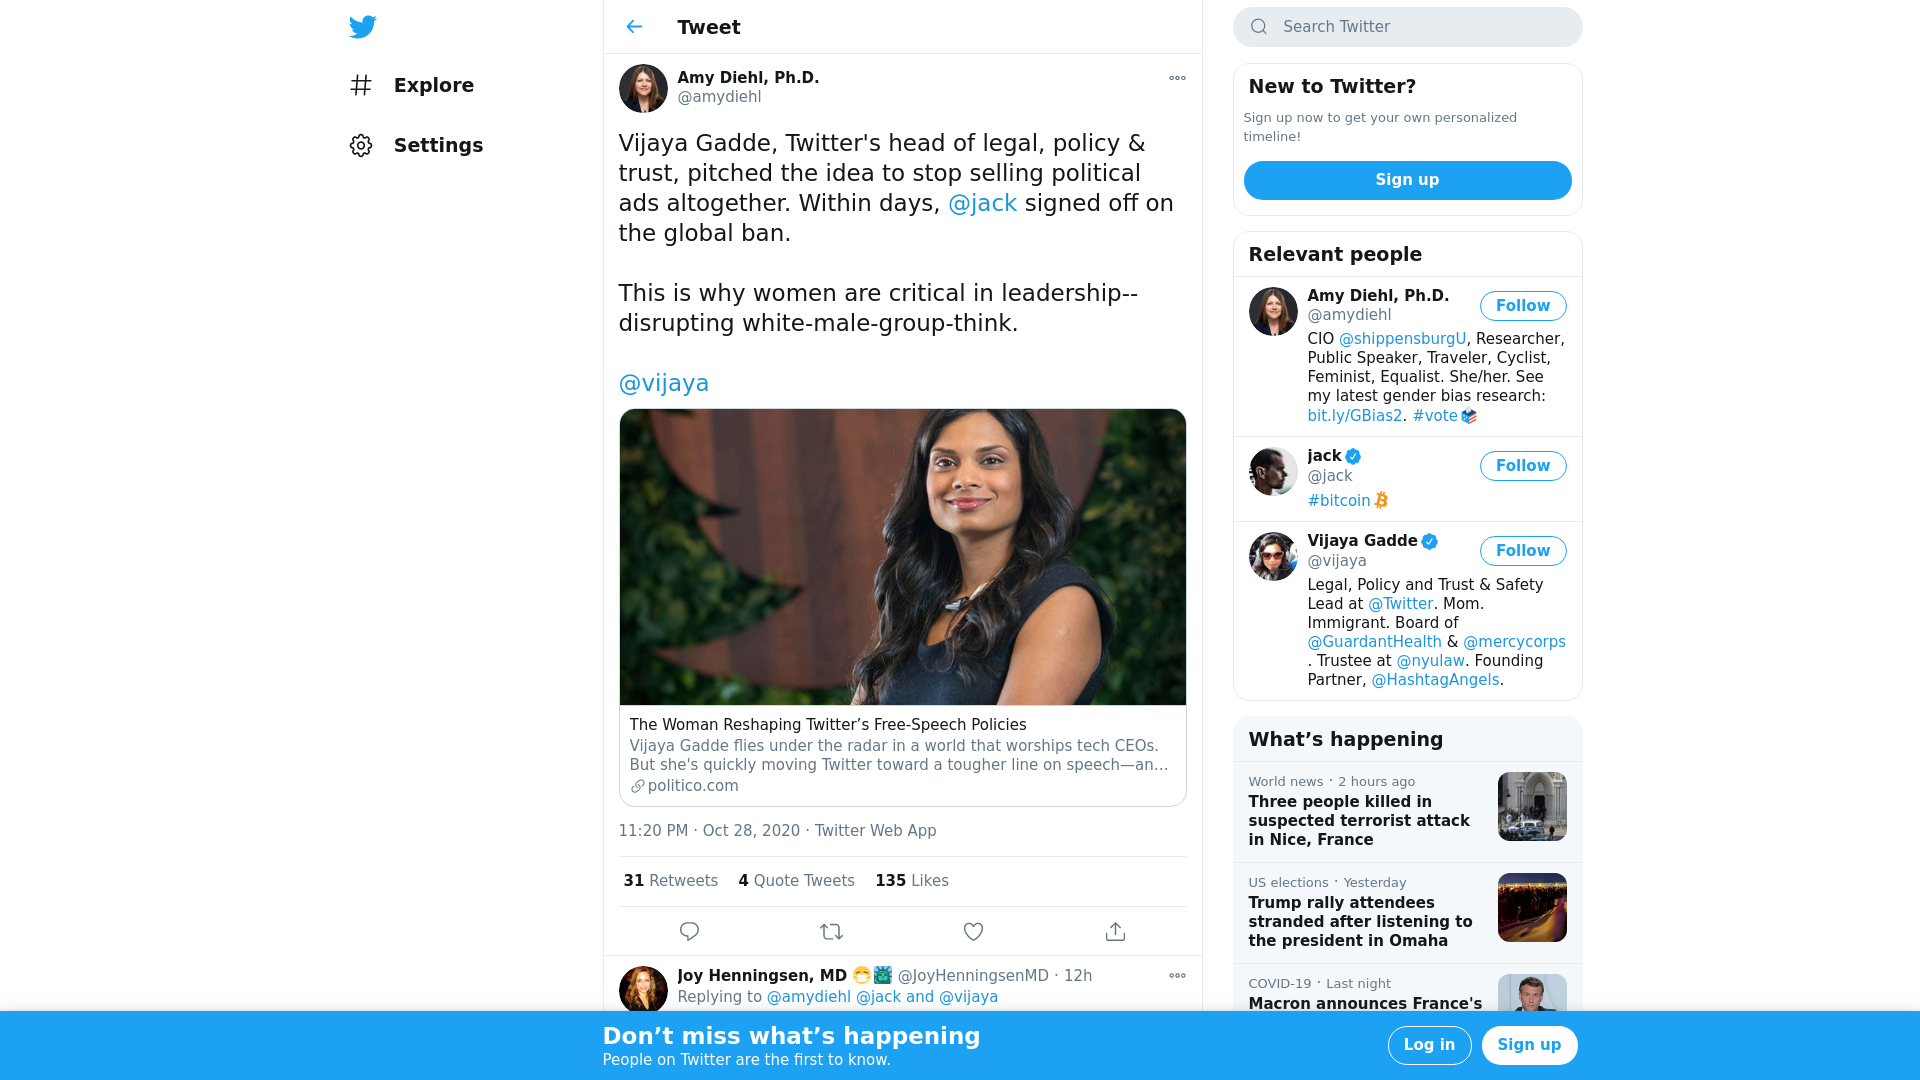 Explore
Settings
Tweet
Amy Diehl, Ph.D.
@amydiehl
Vijaya Gadde, Twitter's head of legal, policy &
trust, pitched the idea to stop selling political
ads altogether. Within days, @jack signed off on
the global ban.
This is why women are critical in leadership--
disrupting white-male-group-think.
@vijaya
The Woman Reshaping Twitter’s Free-Speech Policies
Vijaya Gadde flies under the radar in a world that worships tech CEOs.
But she's quickly moving Twitter toward a tougher line on speech—an…
politico.com
11:20 PM · Oct 28, 2020 · Twitter Web App
31 Retweets 4 Quote Tweets 135 Likes
Joy Henningsen, MD 😷🗽 @JoyHenningsenMD · 12h
Replying to @amydiehl @jack and @vijaya
Search Twitter
New to Twitter?
Sign up now to get your own personalized
timeline!
Sign up
Relevant people
Amy Diehl, Ph.D.
@amydiehl
Follow
CIO @shippensburgU, Researcher,
Public Speaker, Traveler, Cyclist,
Feminist, Equalist. She/her. See
my latest gender bias research:
bit.ly/GBias2. #vote
jack
@jack
Follow
#bitcoin
Vijaya Gadde
@vijaya
Follow
Legal, Policy and Trust & Safety
Lead at @Twitter. Mom.
Immigrant. Board of
@GuardantHealth & @mercycorps
. Trustee at @nyulaw. Founding
Partner, @HashtagAngels.
What’s happening
World news · 2 hours ago
Three people killed in
suspected terrorist attack
in Nice, France
US elections · Yesterday
Trump rally attendees
stranded after listening to
the president in Omaha
COVID-19 · Last night
Macron announces France's
Don’t miss what’s happening
People on Twitter are the first to know.
Log in
Sign up